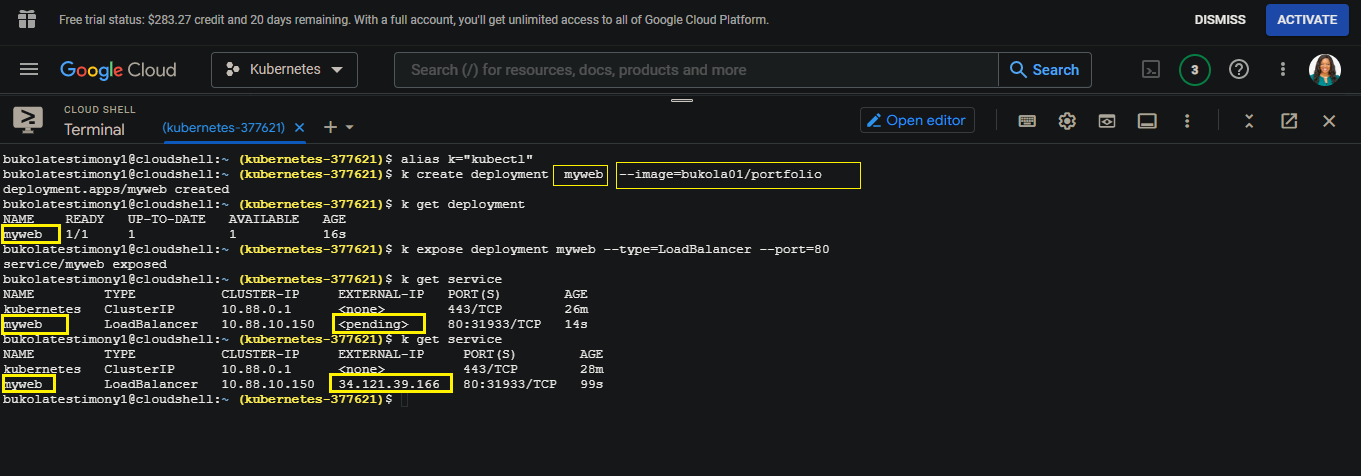 Free trial status: $283.27 credit and 20 days remaining. With a full account, you'll get unlimited access to all of Google Cloud Platform.
DISMISS
ACTIVATE
Google Cloud
Kubernetes
Search (/) for resources, docs, products and more
Search
3
CLOUD SHELL
Terminal
(kubernetes-377621)
Open editor
bukolatestimony1@cloudshell:~ (kubernetes-377621)$ alias k="kubectl"
bukolatestimony1@cloudshell:~ (kubernetes-377621)$ k create deployment myweb --image=bukola01/portfolio
deployment.apps/myweb created
bukolatestimony1@cloudshell:~ (kubernetes-377621)$ k get deployment
NAME READY UP-TO-DATE AVAILABLE AGE
myweb 1/1 1 1 16s
bukolatestimony1@cloudshell:~ (kubernetes-377621)$ k expose deployment myweb --type=LoadBalancer --port=80
service/myweb exposed
bukolatestimony1@cloudshell:~ (kubernetes-377621)$ k get service
NAME TYPE CLUSTER-IP EXTERNAL-IP PORT(S) AGE
kubernetes ClusterIP 10.88.0.1 <none> 443/TCP 26m
myweb LoadBalancer 10.88.10.150 <pending> 80:31933/TCP 14s
bukolatestimony1@cloudshell:~ (kubernetes-377621)$ k get service
NAME TYPE CLUSTER-IP EXTERNAL-IP PORT(S) AGE
kubernetes ClusterIP 10.88.0.1 <none> 443/TCP 28m
myweb LoadBalancer 10.88.10.150 34.121.39.166 80:31933/TCP 99s
bukolatestimony1@cloudshell:~ (kubernetes-377621)$